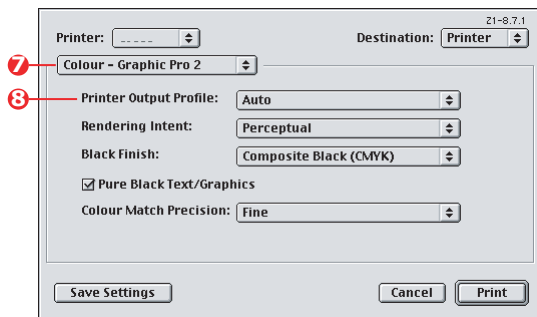 Z1-8.7.1
Printer: Destination: Printer
7 Colour - Graphic Pro 2
8 Printer Output Profile: Auto
Rendering Intent: Perceptual
Black Finish: Composite Black (CMYK)
Pure Black Text/Graphics
Colour Match Precision: Fine
Save Settings Cancel Print